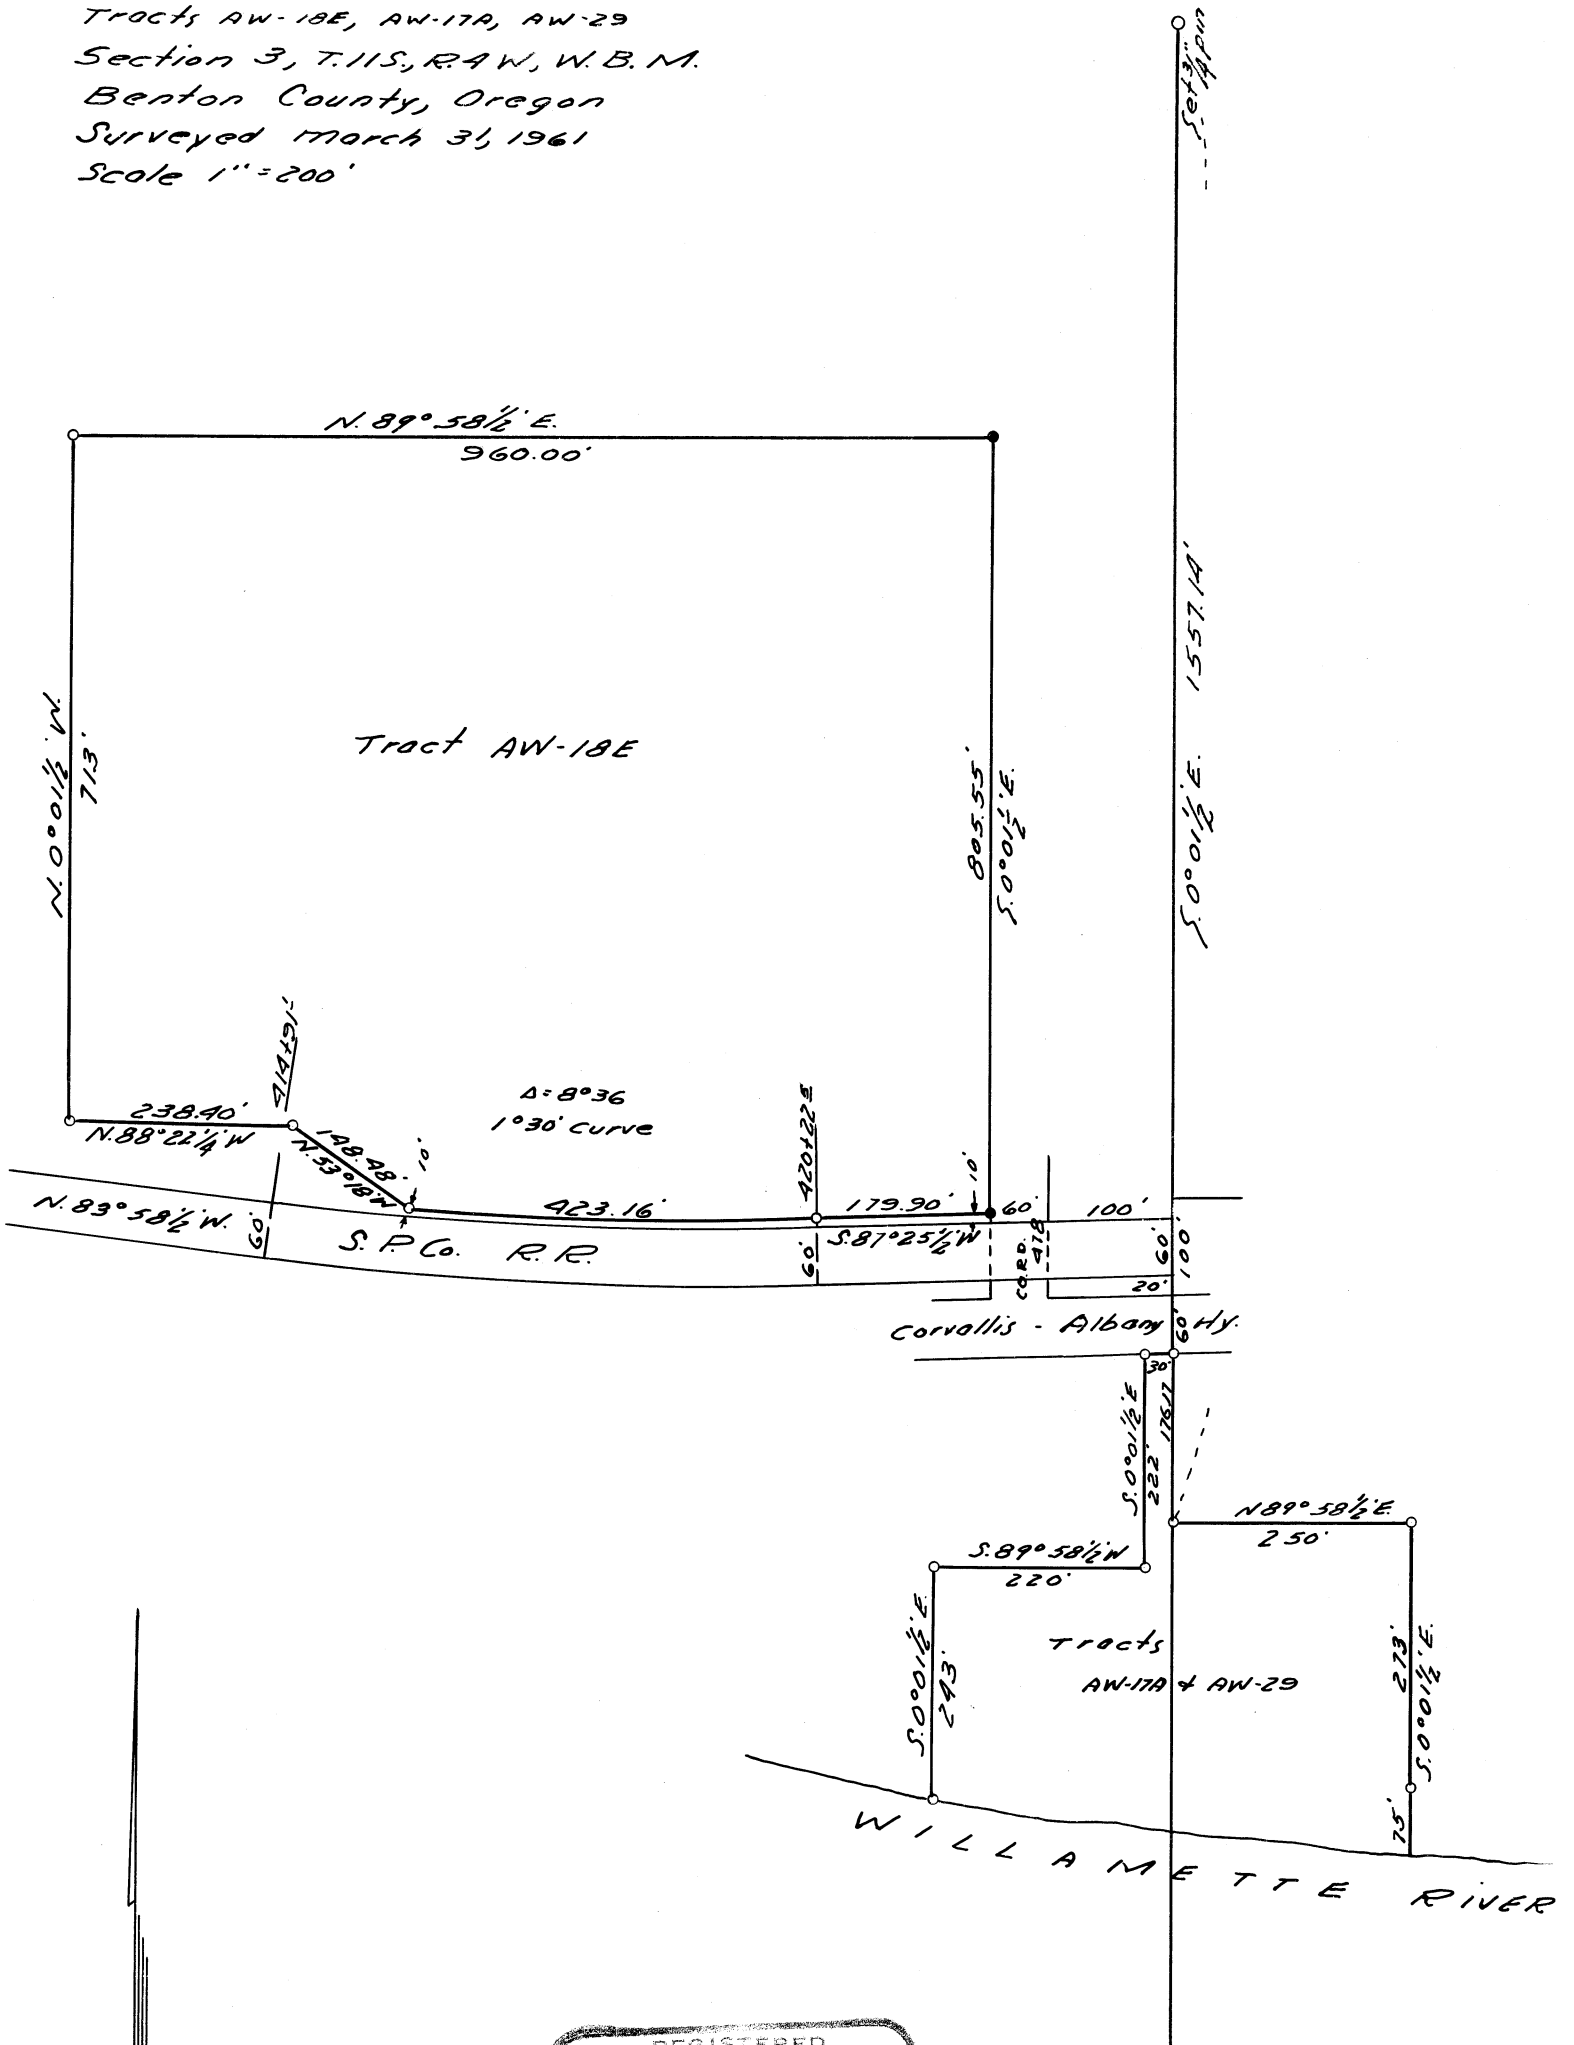 Tracts AW-18E, AW-17A, AW-29
Section 3, T.11S., R.4W, W.B.M.
Benton County, Oregon
Surveyed March 31, 1961
Scale 1"=200'
Set 3/4" pin
N. 89° 58½' E.
960.00'
S. 0° 01½' E. 1557.14'
N. 0° 01½' W.
713'
Tract AW-18E
805.55'
S. 0° 01½' E.
414+91
238.40'
N. 88° 22¼' W
148.48'
N. 53° 18' W
10'
Δ= 8°36
1°30' curve
420+22
423.16'
179.90'
S. 87° 25½' W
10'
60'
100'
N. 83° 58½' W.
60'
S. P. Co. R. R.
60'
CO. RD.
478
60'
100'
20'
Corvallis - Albany Hy.
60'
30'
S. 0° 01½' E
222'
176.17
N 89° 58½' E.
250'
S. 89° 58½' W
220'
S. 0° 01½' E.
243'
Tracts
AW-17A & AW-29
273'
S. 0° 01½' E.
75'
WILLAMETTE RIVER
REGISTERED